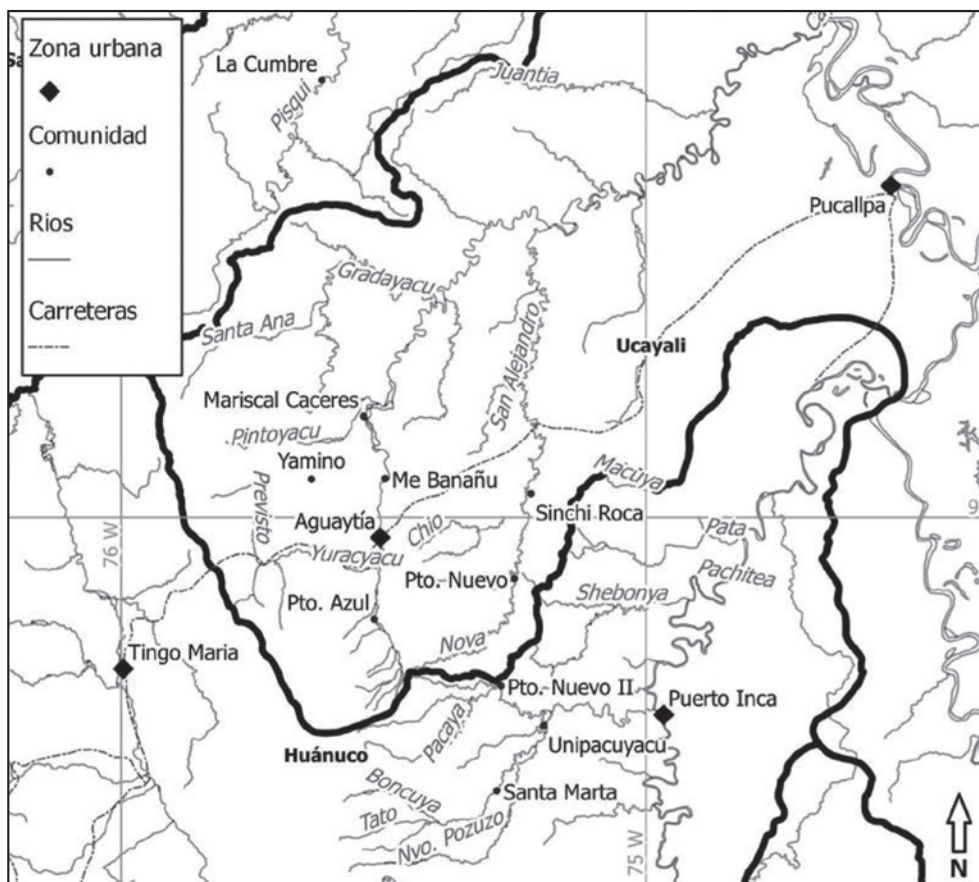 Zona urbana
Comunidad
Rios
Carreteras
La Cumbre
Pisqui
Juantia
Pucallpa
Gradayacu
Santa Ana
San Alejandro
Ucayali
Mariscal Caceres
Pintoyacu
Yamino
Me Banañu
Macuya
Previsto
Aguaytía
Chio
Sinchi Roca
76 W
9
Yuracyacu
Pata
Pto. Nuevo
Pachitea
Shebonya
Pto. Azul
Nova
Tingo Maria
Pto. Nuevo II
Puerto Inca
Pacaya
Unipacuyacu
Huánuco
Boncuya
Santa Marta
Tato
Nvo. Pozuzo
75 W
N